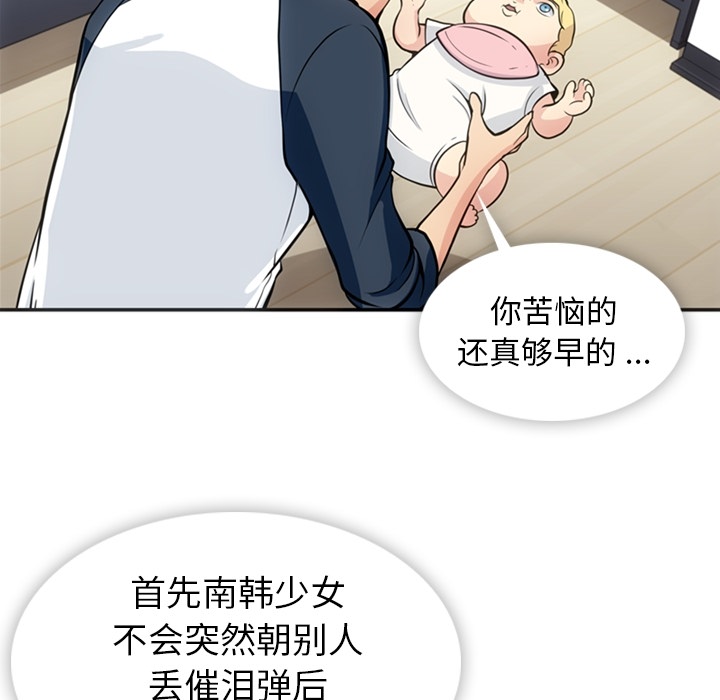 你苦恼的
还真够早的 ...
首先南韩少女
不会突然朝别人
丢催泪弹后